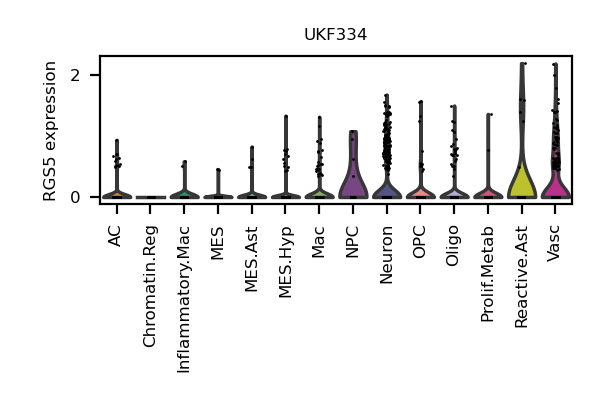 UKF334
RGS5 expression
2
0
AC
Chromatin.Reg
Inflammatory.Mac
MES
MES.Ast
MES.Hyp
Mac
NPC
Neuron
OPC
Oligo
Prolif.Metab
Reactive.Ast
Vasc